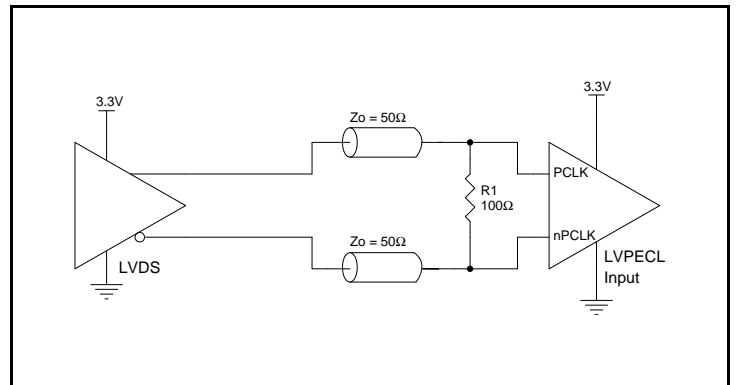 3.3V
3.3V
Zo = 50Ω
PCLK
R1
100Ω
Zo = 50Ω
nPCLK
LVDS
LVPECL
Input